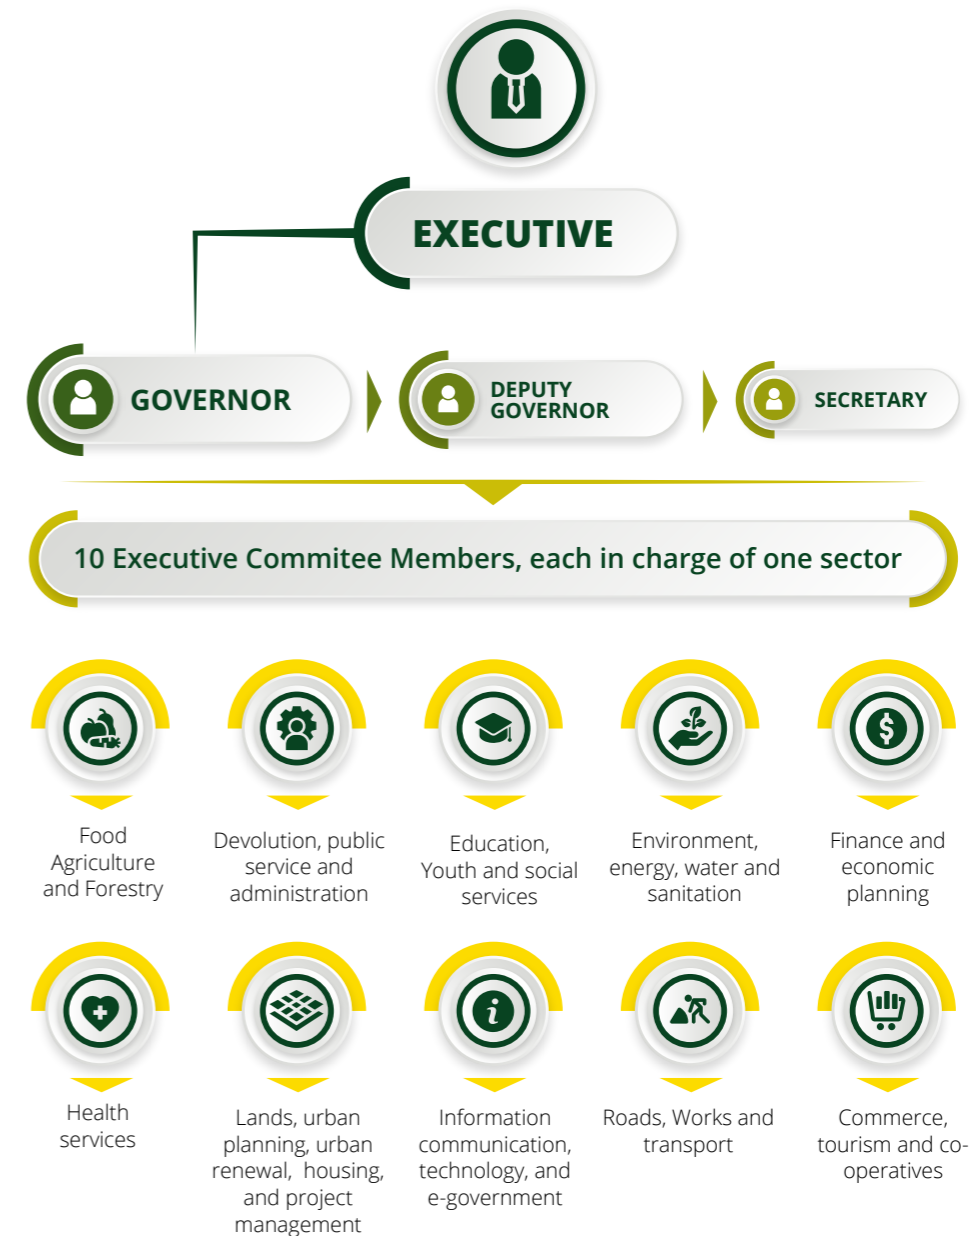 EXECUTIVE
GOVERNOR
DEPUTY
GOVERNOR
SECRETARY
10 Executive Commitee Members, each in charge of one sector
Food
Agriculture
and Forestry
Devolution, public
service and
administration
Education,
Youth and social
services
Environment,
energy, water and
sanitation
Finance and
economic
planning
Health
services
Lands, urban
planning, urban
renewal, housing,
and project
management
Information
communication,
technology, and
e-government
Roads, Works and
transport
Commerce,
tourism and co-
operatives